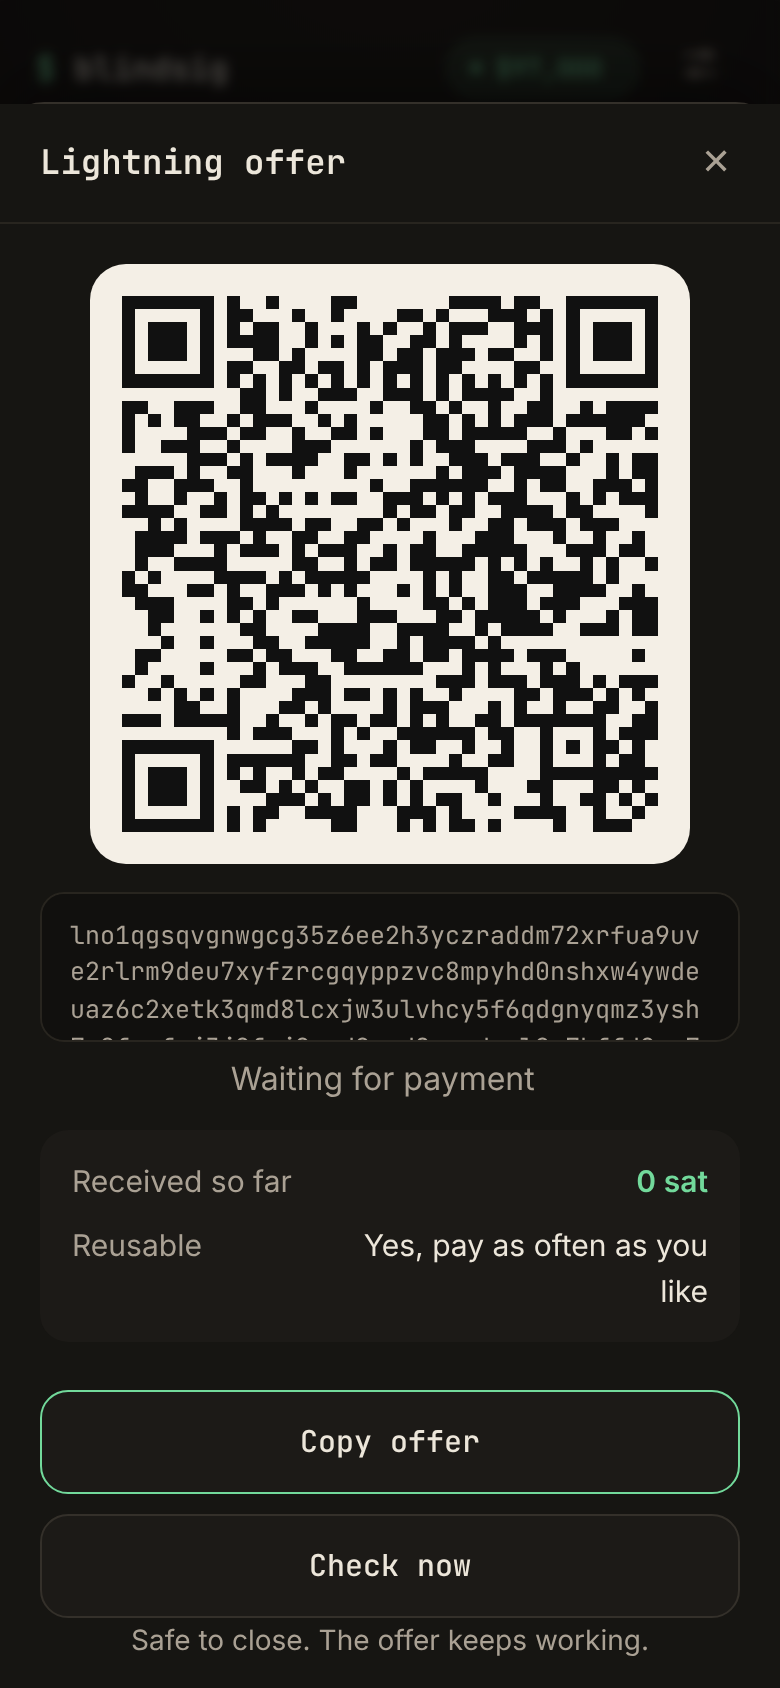 blindsig
Lightning offer
lno1qgsqvgnwgcg35z6ee2h3yczraddm72xrfua9uv
e2rlrm9deu7xyfzrcgqyppzvc8mpyhd0nshxw4ywde
uaz6c2xetk3qmd8lcxjw3ulvhcy5f6qdgnyqmz3ysh
Waiting for payment
Received so far
0 sat
Reusable
Yes, pay as often as you
like
Copy offer
Check now
Safe to close. The offer keeps working.